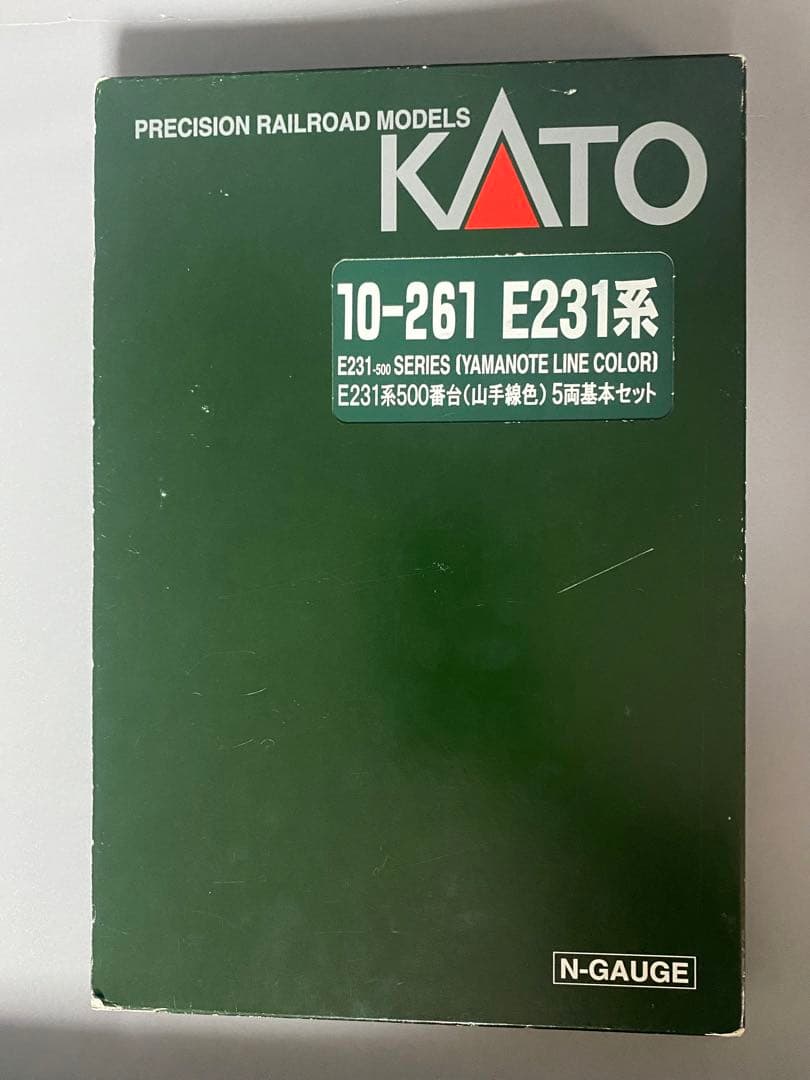 PRECISION RAILROAD MODELS
KATO
10-261 E231系
E231-500 SERIES (YAMANOTE LINE COLOR)
E231系500番台(山手線色) 5両基本セット
N-GAUGE